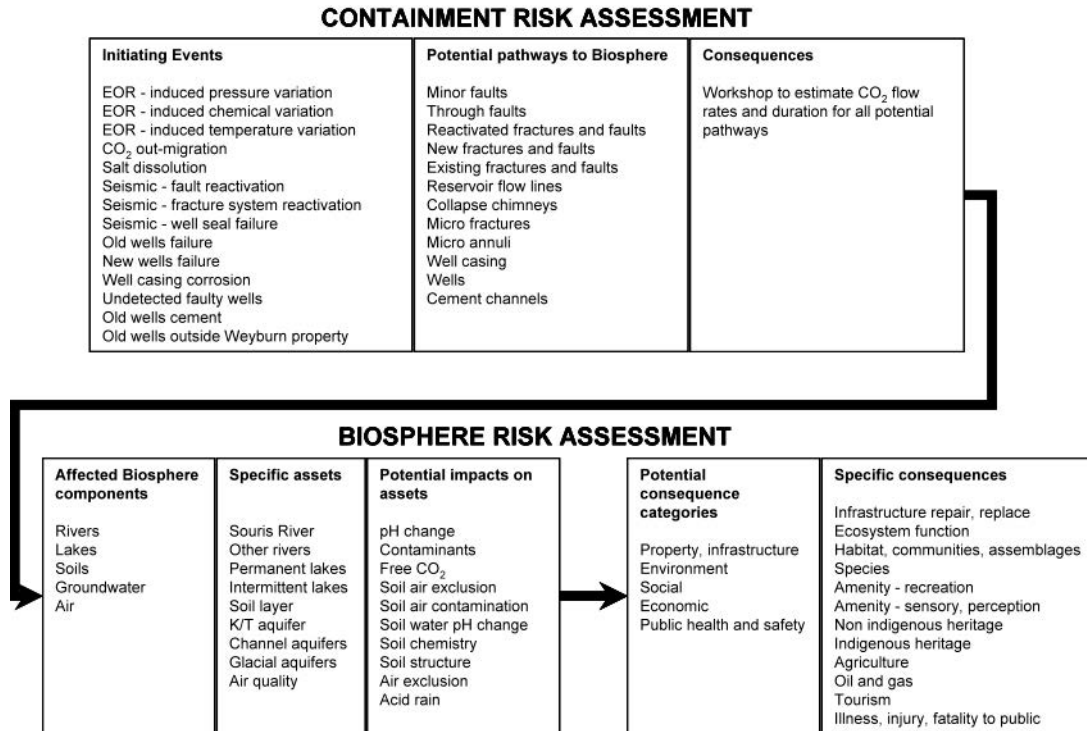 CONTAINMENT RISK ASSESSMENT
Initiating Events
EOR - induced pressure variation
EOR - induced chemical variation
EOR - induced temperature variation
CO2 out-migration
Salt dissolution
Seismic - fault reactivation
Seismic - fracture system reactivation
Seismic - well seal failure
Old wells failure
New wells failure
Well casing corrosion
Undetected faulty wells
Old wells cement
Old wells outside Weyburn property
Potential pathways to Biosphere
Minor faults
Through faults
Reactivated fractures and faults
New fractures and faults
Existing fractures and faults
Reservoir flow lines
Collapse chimneys
Micro fractures
Micro annuli
Well casing
Wells
Cement channels
Consequences
Workshop to estimate CO2 flow
rates and duration for all potential
pathways
BIOSPHERE RISK ASSESSMENT
Affected Biosphere
components
Rivers
Lakes
Soils
Groundwater
Air
Specific assets
Souris River
Other rivers
Permanent lakes
Intermittent lakes
Soil layer
K/T aquifer
Channel aquifers
Glacial aquifers
Air quality
Potential impacts on
assets
pH change
Contaminants
Free CO2
Soil air exclusion
Soil air contamination
Soil water pH change
Soil chemistry
Soil structure
Air exclusion
Acid rain
Potential
consequence
categories
Property, infrastructure
Environment
Social
Economic
Public health and safety
Specific consequences
Infrastructure repair, replace
Ecosystem function
Habitat, communities, assemblages
Species
Amenity - recreation
Amenity - sensory, perception
Non indigenous heritage
Indigenous heritage
Agriculture
Oil and gas
Tourism
Illness, injury, fatality to public